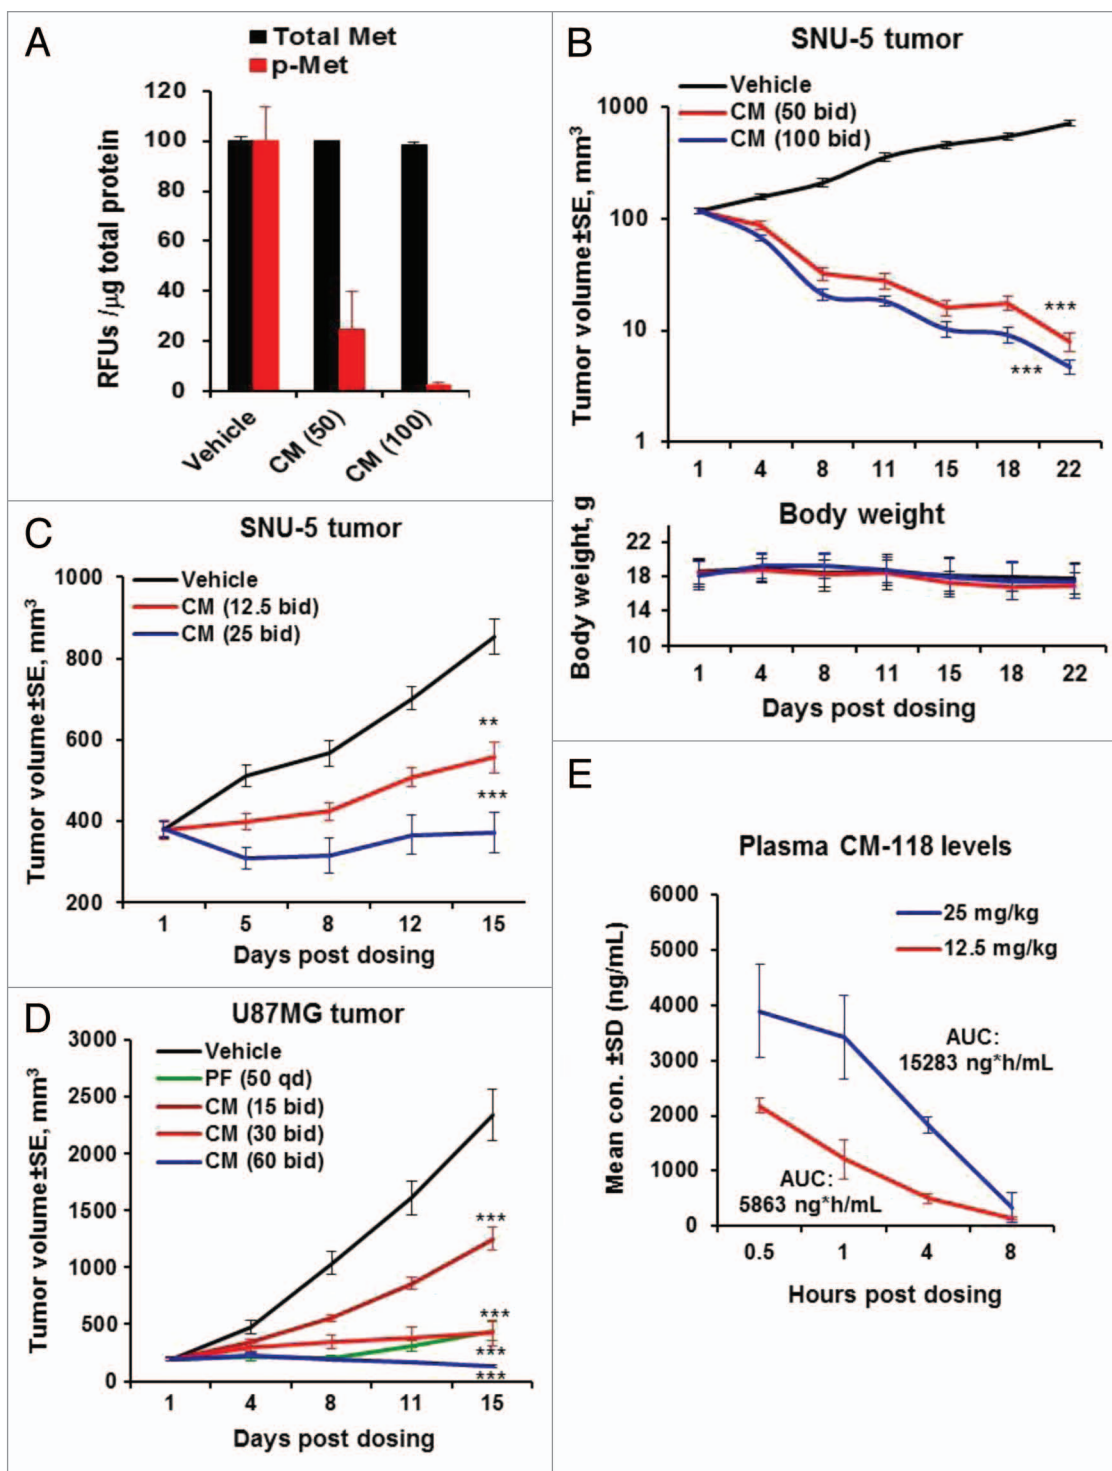 A
Total Met
p-Met
RFUs /µg total protein
120
100
80
60
40
20
0
Vehicle
CM (50)
CM (100)
B
SNU-5 tumor
Vehicle
CM (50 bid)
CM (100 bid)
Tumor volume±SE, mm³
1000
100
10
1
***
***
1 4 8 11 15 18 22
Body weight
Body weight, g
22
18
14
10
1 4 8 11 15 18 22
Days post dosing
C
SNU-5 tumor
Vehicle
CM (12.5 bid)
CM (25 bid)
Tumor volume±SE, mm³
1000
800
600
400
200
**
***
1 5 8 12 15
Days post dosing
D
U87MG tumor
Vehicle
PF (50 qd)
CM (15 bid)
CM (30 bid)
CM (60 bid)
Tumor volume±SE, mm³
3000
2500
2000
1500
1000
500
0
***
***
***
***
1 4 8 11 15
Days post dosing
E
Plasma CM-118 levels
25 mg/kg
12.5 mg/kg
Mean con. ±SD (ng/mL)
6000
5000
4000
3000
2000
1000
0
AUC:
15283 ng*h/mL
AUC:
5863 ng*h/mL
0.5 1 4 8
Hours post dosing